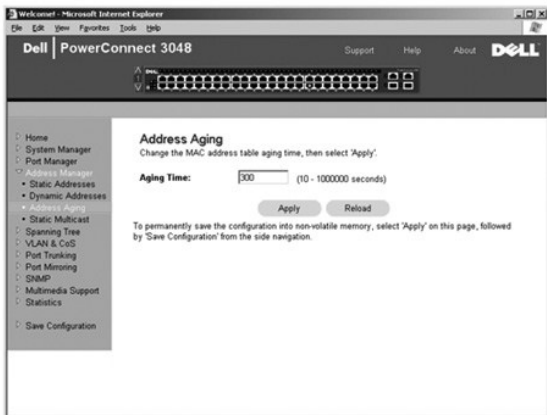 Welcome! - Microsoft Internet Explorer
File Edit View Favorites Tools Help
Dell | PowerConnect 3048
Support Help About DELL
Home
System Manager
Port Manager
Address Manager
Static Addresses
Dynamic Addresses
Address Aging
Static Multicast
Spanning Tree
VLAN & CoS
Port Trunking
Port Mirroring
SNMP
Multimedia Support
Statistics
Save Configuration
Address Aging
Change the MAC address table aging time, then select 'Apply'.
Aging Time: 300 (10 - 1000000 seconds)
Apply Reload
To permanently save the configuration into non-volatile memory, select 'Apply' on this page, followed
by 'Save Configuration' from the side navigation.